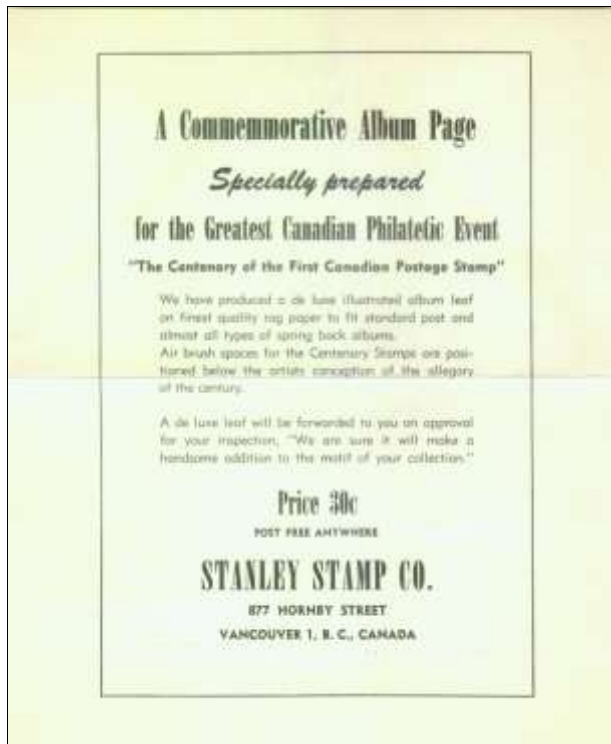 A Commemmorative Album Page
Specially prepared
for the Greatest Canadian Philatetic Event
"The Centenary of the First Canadian Postage Stamp"
We have produced a de luxe illustrated album leaf
on finest quality rag paper to fit standard post and
almost all types of spring back albums.
Air brush spaces for the Centenary Stamps are posi-
tioned below the artists conception of the allegory
of the century.
A de luxe leaf will be forwarded to you on approval
for your inspection, "We are sure it will make a
handsome addition to the motif of your collection."
Price 30c
POST FREE ANYWHERE
STANLEY STAMP CO.
877 HORNBY STREET
VANCOUVER 1, B. C., CANADA